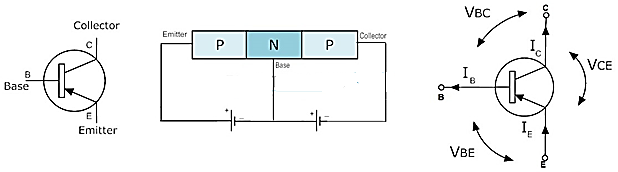 Collector
C
B
Base
E
Emitter
Emitter
P
N
P
Collector
Base
+
−
+
−
C
VBC
IC
VCE
IB
B
IE
VBE
E